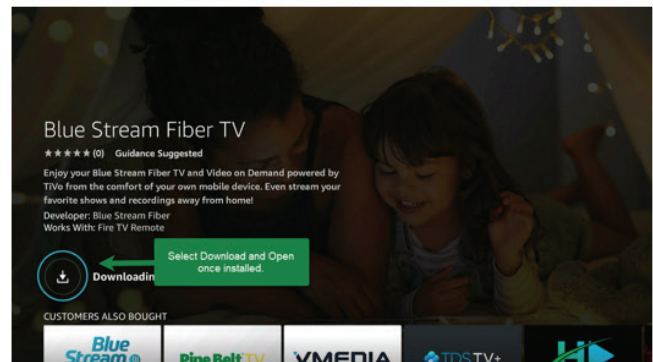 Blue Stream Fiber TV
★★★★★ (0) Guidance Suggested
Enjoy your Blue Stream Fiber TV and Video on Demand powered by
TiVo from the comfort of your own mobile device. Even stream your
favorite shows and recordings away from home!
Developer: Blue Stream Fiber
Works With: Fire TV Remote
Select Download and Open
once installed.
Downloadin
CUSTOMERS ALSO BOUGHT
Blue
Stream
Pine Belt TV
VMEDIA
TDS TV+